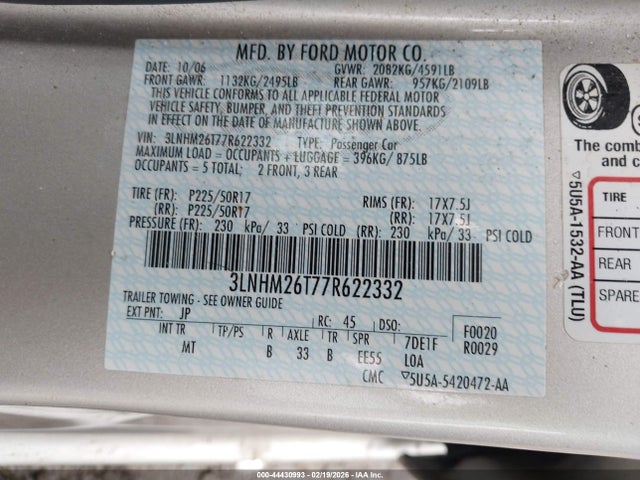 MFD. BY FORD MOTOR CO.
DATE: 10/06 GVWR: 2082KG/4591LB
FRONT GAWR: 1132KG/2495LB REAR GAWR: 957KG/2109LB
THIS VEHICLE CONFORMS TO ALL APPLICABLE FEDERAL MOTOR
VEHICLE SAFETY, BUMPER, AND THEFT PREVENTION STANDARDS
IN EFFECT ON THE DATE OF MANUFACTURE SHOWN ABOVE.
VIN: 3LNHM26T77R622332 TYPE: Passenger Car
MAXIMUM LOAD = OCCUPANTS + LUGGAGE = 396KG/ 875LB
OCCUPANTS = 5 TOTAL: 2 FRONT, 3 REAR
TIRE (FR): P225/50R17 RIMS (FR): 17X7.5J
(RR): P225/50R17 (RR): 17X7.5J
PRESSURE (FR): 230 kPa/ 33 PSI COLD (RR): 230 kPa/ 33 PSI COLD
3LNHM26T77R622332
TRAILER TOWING - SEE OWNER GUIDE
EXT PNT: JP RC: 45 DSO: F0020
INT TR TP/PS R AXLE TR SPR 7DE1F R0029
MT B 33 B EE55 LOA
CMC ▽5U5A-5420472-AA
The comb
and c
TIRE
FRONT
REAR
SPARE
▽5U5A-1532-AA (TLU)
000-44430993 - 02/19/2026 - IAAI.COM